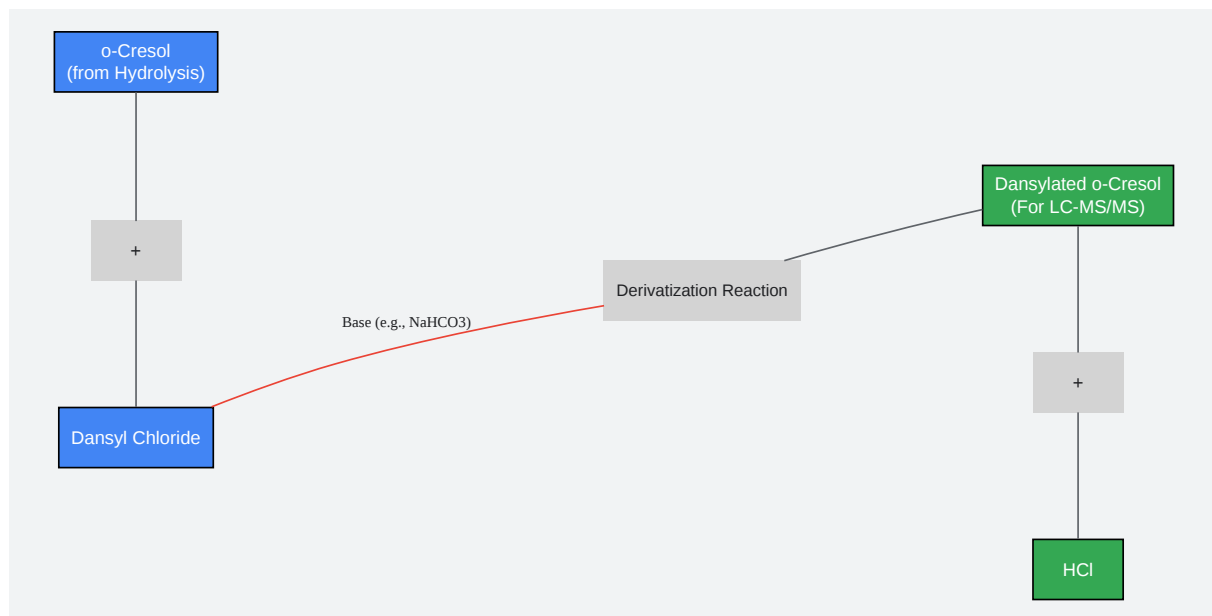 o-Cresol
(from Hydrolysis)
+
Dansyl Chloride
Base (e.g., NaHCO3)
Derivatization Reaction
Dansylated o-Cresol
(For LC-MS/MS)
+
HCl